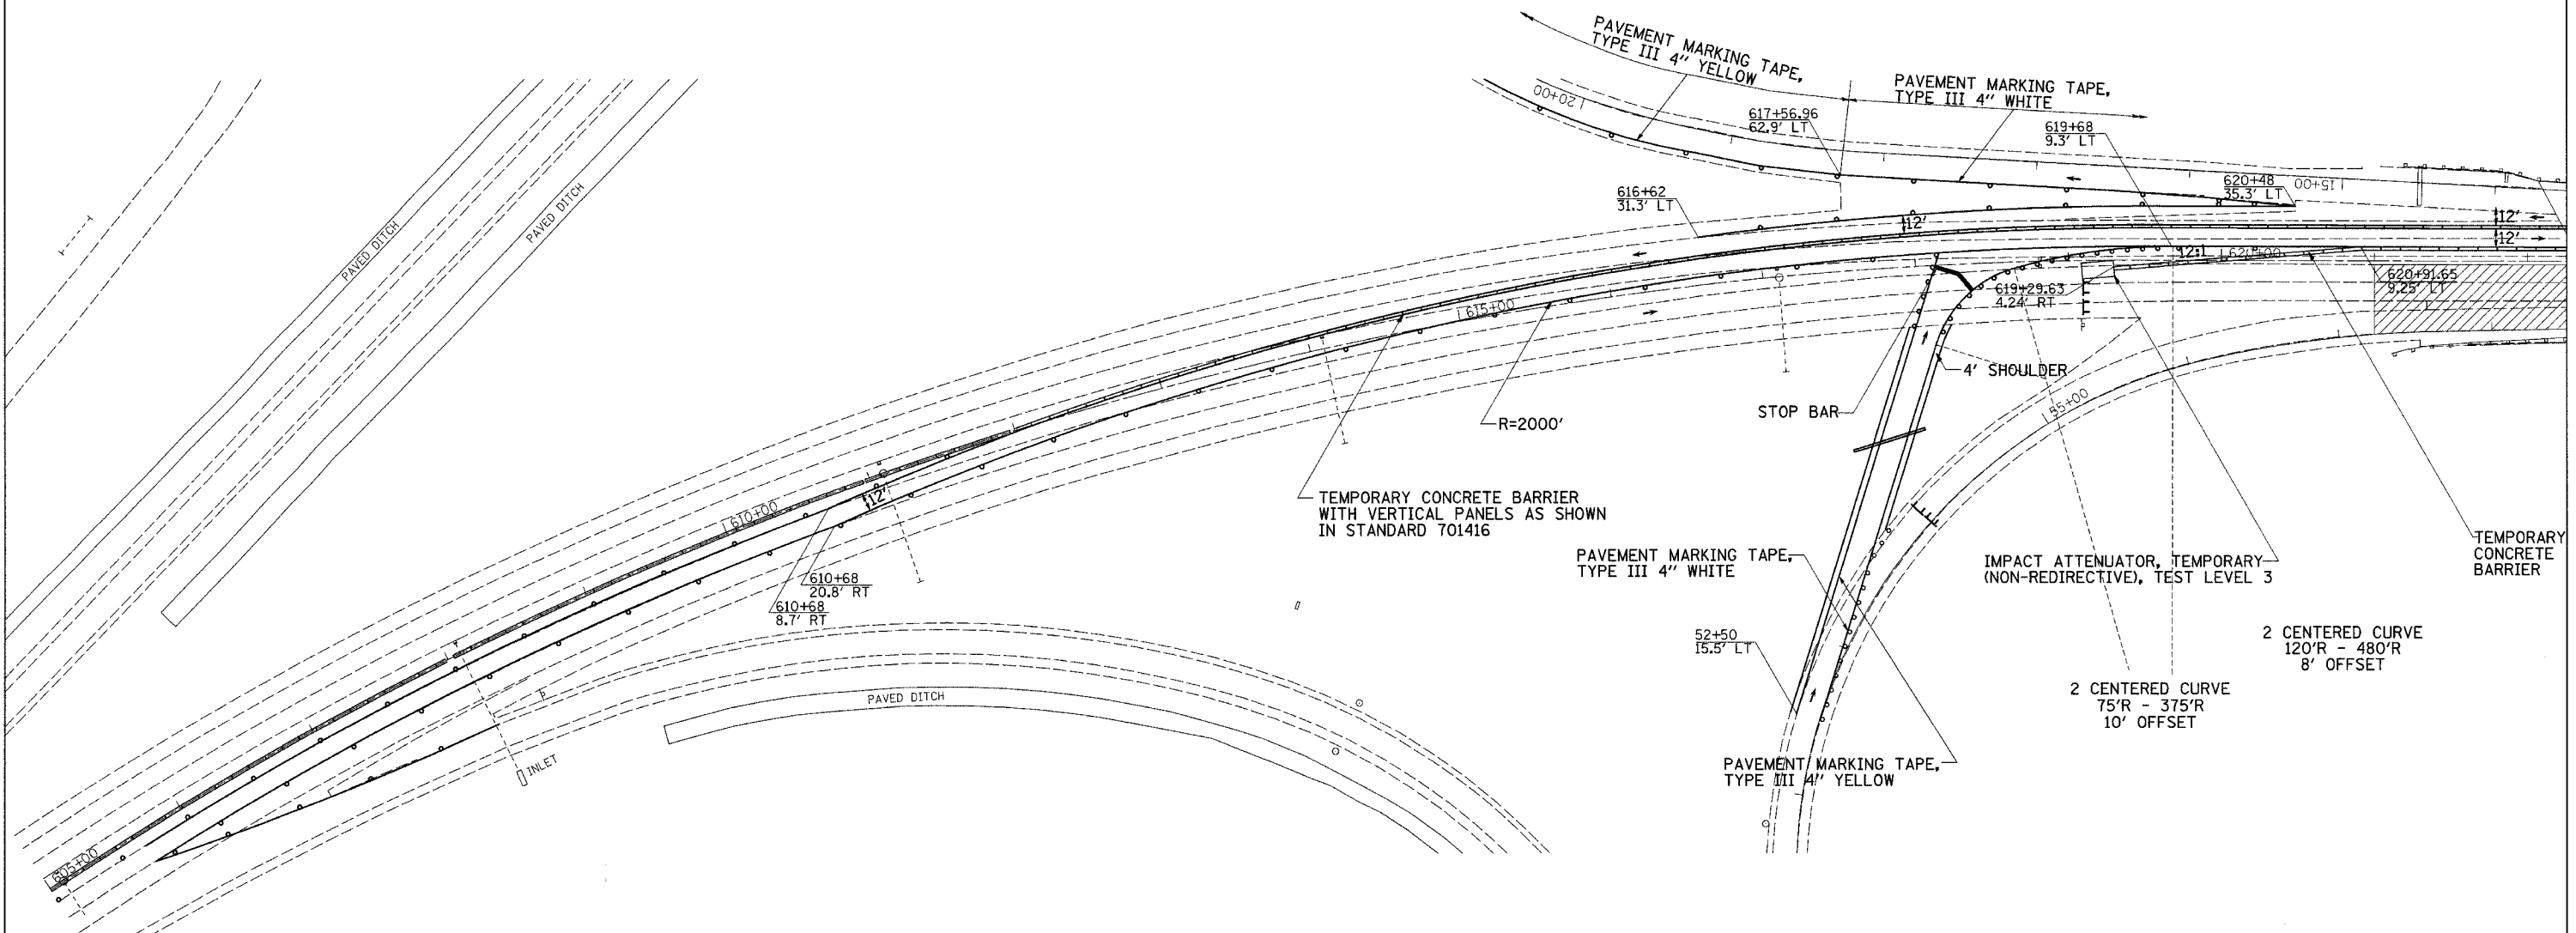 PAVEMENT MARKING TAPE,
TYPE III 4" YELLOW
PAVEMENT MARKING TAPE,
TYPE III 4" WHITE
20+00
617+56.96
62.9' LT
619+68
9.3' LT
616+62
31.3' LT
620+48
35.3' LT
15+00
12'
12'
12'
12:1
620+00
620+91.65
9.25' LT
619+29.63
4.24' RT
P
PAVED DITCH
PAVED DITCH
615+00
4' SHOULDER
STOP BAR
R=2000'
55+00
610+00
12'
TEMPORARY CONCRETE BARRIER
WITH VERTICAL PANELS AS SHOWN
IN STANDARD 701416
PAVEMENT MARKING TAPE,
TYPE III 4" WHITE
IMPACT ATTENUATOR, TEMPORARY
(NON-REDIRECTIVE), TEST LEVEL 3
TEMPORARY
CONCRETE
BARRIER
610+68
20.8' RT
610+68
8.7' RT
52+50
15.5' LT
2 CENTERED CURVE
120'R - 480'R
8' OFFSET
2 CENTERED CURVE
75'R - 375'R
10' OFFSET
P
PAVED DITCH
INLET
PAVEMENT MARKING TAPE,
TYPE III 4" YELLOW
605+00